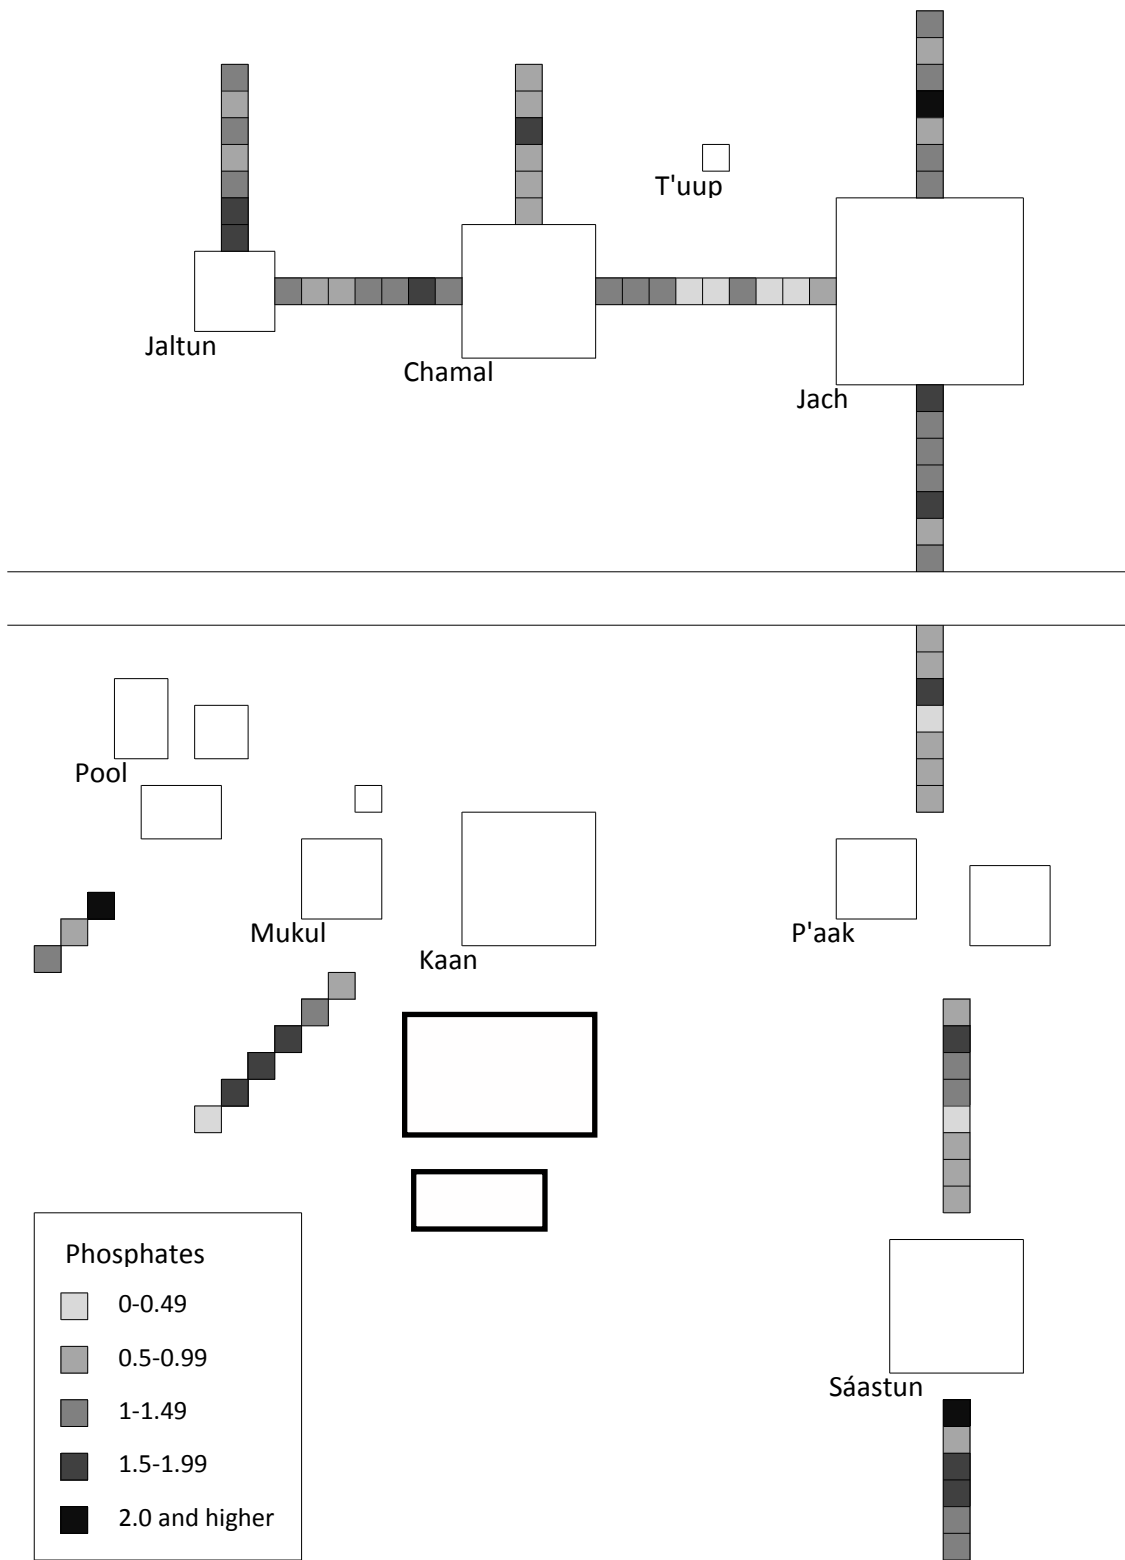 T'uup
Jaltun
Chamal
Jach
Pool
Mukul
Kaan
P'aak
Sáastun
Phosphates
0-0.49
0.5-0.99
1-1.49
1.5-1.99
2.0 and higher